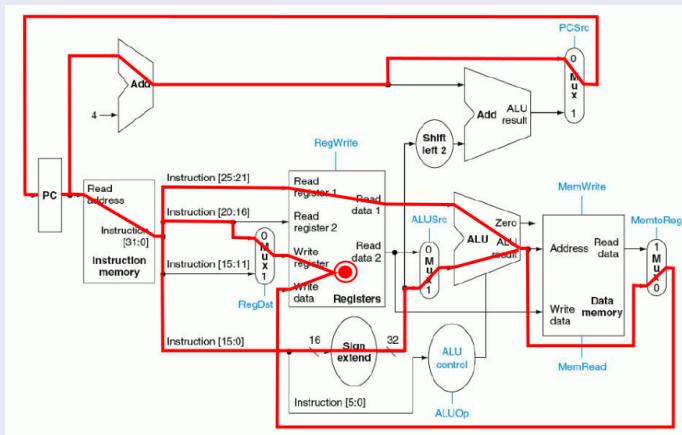 PCSrc
0
Mux
1
Add
4
Add
ALU
result
Shift
left 2
RegWrite
PC
Read
address
Instruction
[31:0]
Instruction
memory
Instruction [25:21]
Instruction [20:16]
Instruction [15:11]
Instruction [15:0]
Instruction [5:0]
0
Mux
1
RegDst
Read
register 1
Read
register 2
Write
register
Write
data
Read
data 1
Read
data 2
Registers
16
Sign
extend
32
ALUSrc
0
Mux
1
Zero
ALU
ALU
result
ALU
control
ALUOp
MemWrite
Address
Read
data
Write
data
Data
memory
MemRead
MemtoReg
1
Mux
0